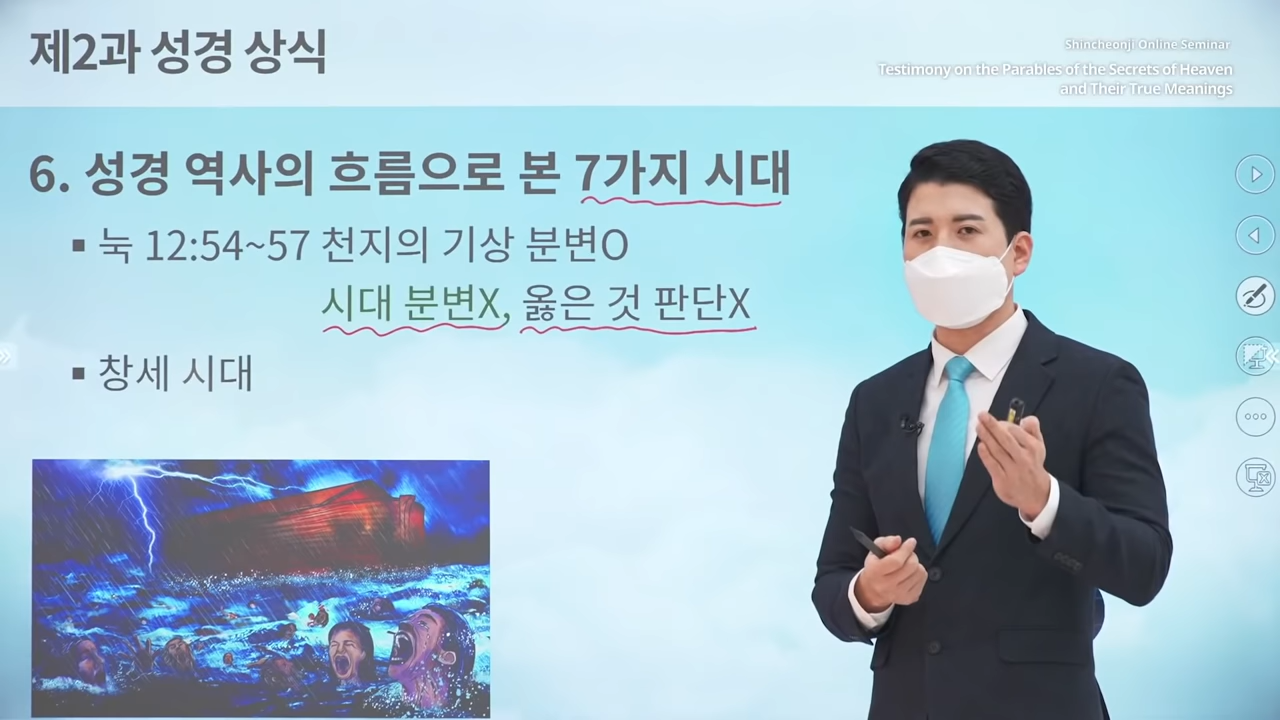 제2과 성경 상식
Shincheonji Online Seminar
Testimony on the Parables of the Secrets of Heaven
and Their True Meanings
6. 성경 역사의 흐름으로 본 7가지 시대
▪ 눅 12:54~57 천지의 기상 분변O
시대 분변X, 옳은 것 판단X
▪ 창세 시대